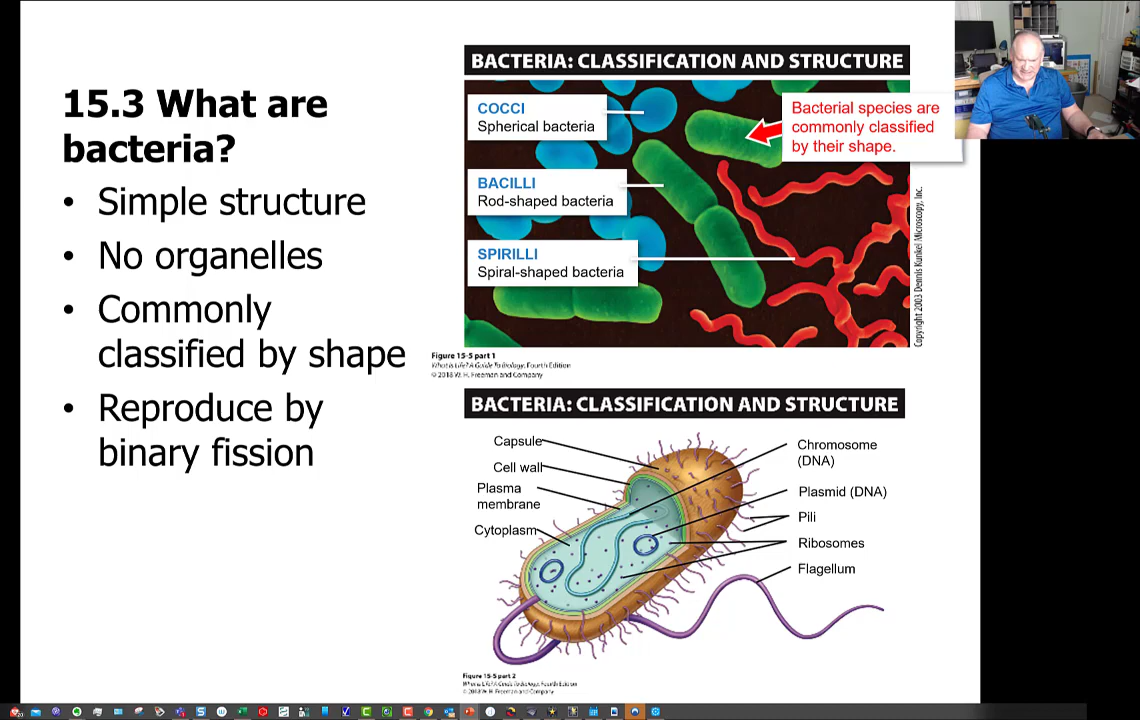 15.3 What are
bacteria?
• Simple structure
• No organelles
• Commonly
classified by shape
• Reproduce by
binary fission
BACTERIA: CLASSIFICATION AND STRUCTURE
COCCI
Spherical bacteria
BACILLI
Rod-shaped bacteria
SPIRILLI
Spiral-shaped bacteria
Bacterial species are
commonly classified
by their shape.
Copyright 2003 Dennis Kunkel Microscopy, Inc.
Figure 15-5 part 1
What Is Life? A Guide To Biology, Fourth Edition
© 2018 W. H. Freeman and Company
BACTERIA: CLASSIFICATION AND STRUCTURE
Capsule
Cell wall
Plasma
membrane
Cytoplasm
Chromosome
(DNA)
Plasmid (DNA)
Pili
Ribosomes
Flagellum
Figure 15-5 part 2
What Is Life? A Guide To Biology, Fourth Edition
© 2018 W. H. Freeman and Company